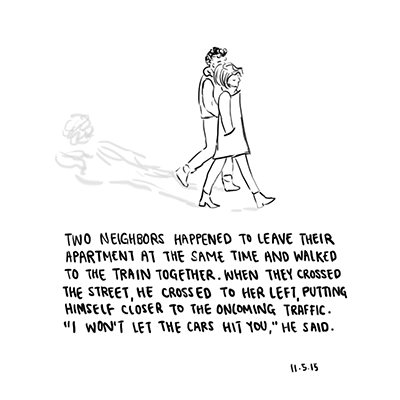 TWO NEIGHBORS HAPPENED TO LEAVE THEIR
APARTMENT AT THE SAME TIME AND WALKED
TO THE TRAIN TOGETHER. WHEN THEY CROSSED
THE STREET, HE CROSSED TO HER LEFT, PUTTING
HIMSELF CLOSER TO THE ONCOMING TRAFFIC.
"I WON'T LET THE CARS HIT YOU," HE SAID.
11.5.15